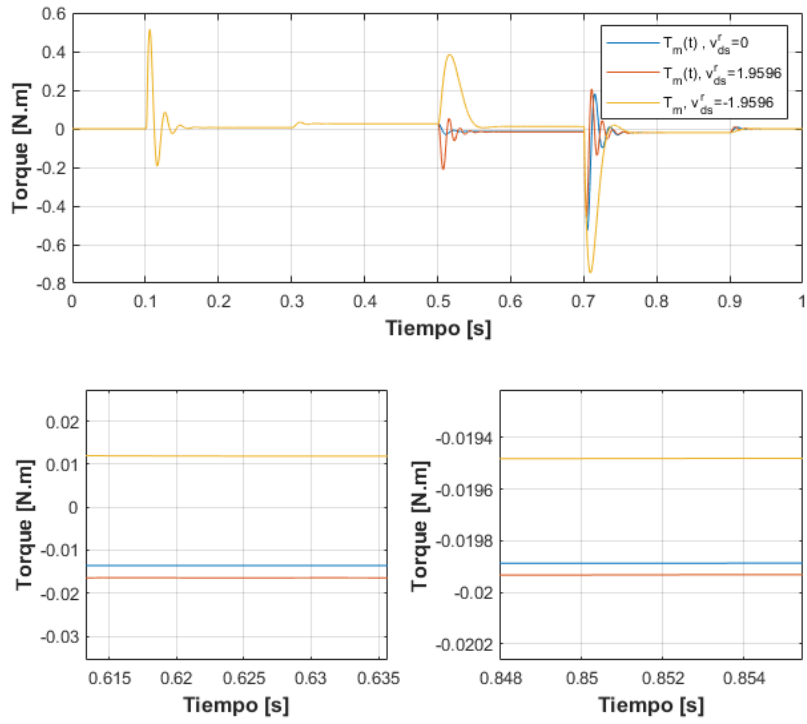 0.6
0.4
0.2
0
-0.2
-0.4
-0.6
-0.8
Torque [N.m]
T_m(t) , v^r_ds=0
T_m(t), v^r_ds=1.9596
T_m, v^r_ds=-1.9596
0 0.1 0.2 0.3 0.4 0.5 0.6 0.7 0.8 0.9 1
Tiempo [s]
0.02
0.01
0
-0.01
-0.02
-0.03
Torque [N.m]
0.615 0.62 0.625 0.63 0.635
Tiempo [s]
-0.0194
-0.0196
-0.0198
-0.02
-0.0202
Torque [N.m]
0.848 0.85 0.852 0.854
Tiempo [s]